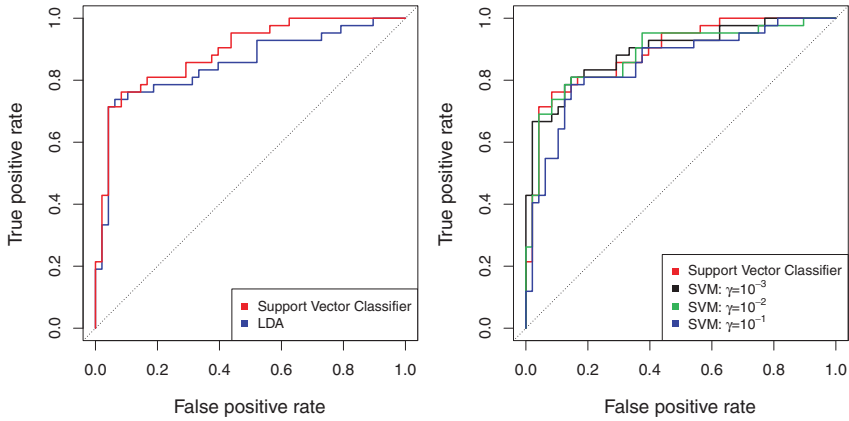 True positive rate
0.0
0.2
0.4
0.6
0.8
1.0
0.0 0.2 0.4 0.6 0.8 1.0
False positive rate
Support Vector Classifier
LDA
True positive rate
0.0
0.2
0.4
0.6
0.8
1.0
0.0 0.2 0.4 0.6 0.8 1.0
False positive rate
Support Vector Classifier
SVM: γ=10⁻³
SVM: γ=10⁻²
SVM: γ=10⁻¹